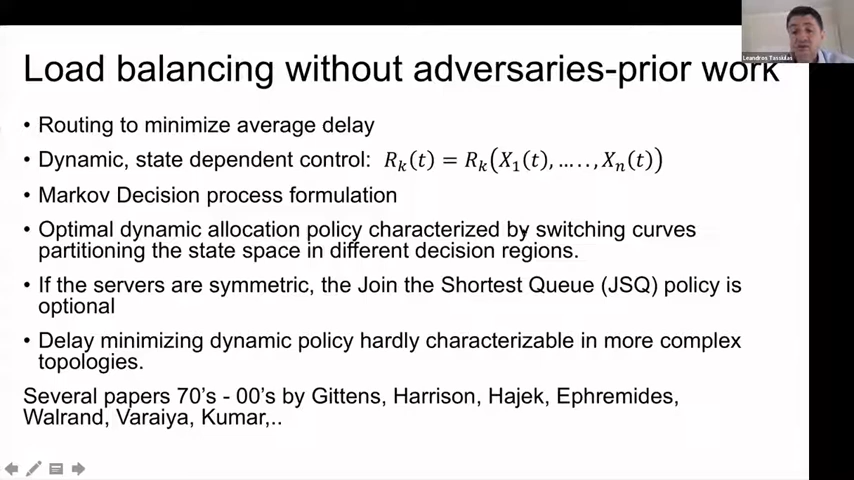 Leandros Tassiulas
Load balancing without adversaries-prior work
• Routing to minimize average delay
• Dynamic, state dependent control: Rₖ(t) = Rₖ(X₁(t), ….., Xₙ(t))
• Markov Decision process formulation
• Optimal dynamic allocation policy characterized by switching curves
partitioning the state space in different decision regions.
• If the servers are symmetric, the Join the Shortest Queue (JSQ) policy is
optional
• Delay minimizing dynamic policy hardly characterizable in more complex
topologies.
Several papers 70's - 00's by Gittens, Harrison, Hajek, Ephremides,
Walrand, Varaiya, Kumar,..